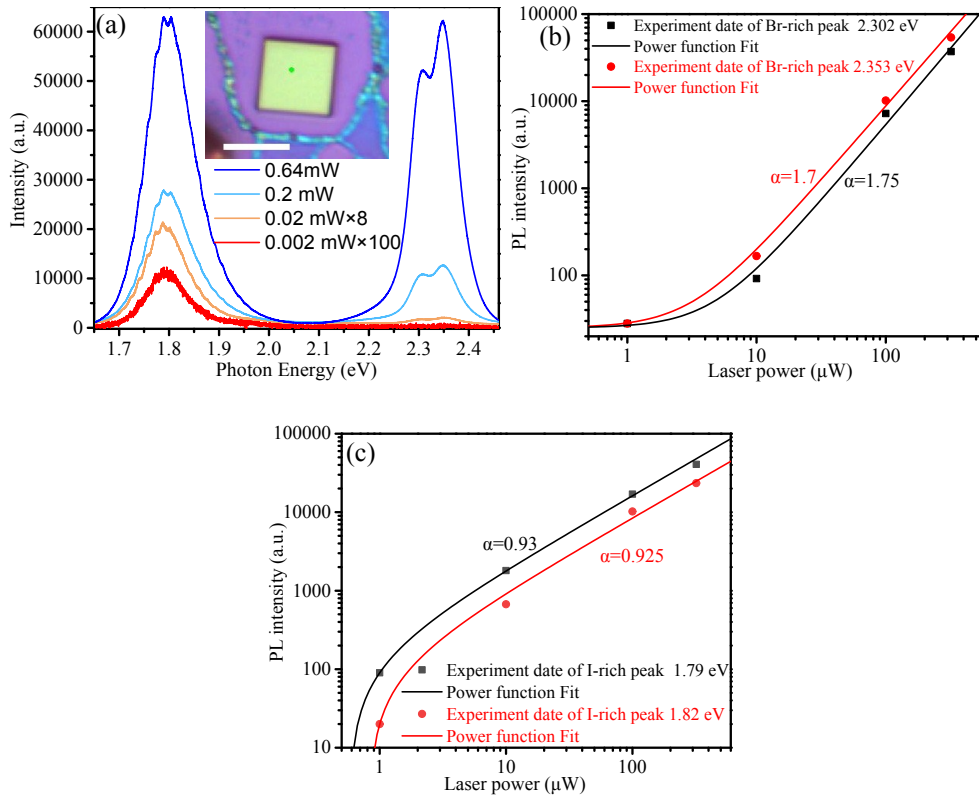 (a)
60000
50000
40000
30000
20000
10000
0
Intensity (a.u.)
0.64mW
0.2 mW
0.02 mW×8
0.002 mW×100
1.7 1.8 1.9 2.0 2.1 2.2 2.3 2.4
Photon Energy (eV)
(b)
100000
10000
1000
100
PL intensity (a.u.)
Experiment date of Br-rich peak 2.302 eV
Power function Fit
Experiment date of Br-rich peak 2.353 eV
Power function Fit
α=1.7
α=1.75
1 10 100
Laser power (µW)
(c)
100000
10000
1000
100
10
PL intensity (a.u.)
α=0.93
α=0.925
Experiment date of I-rich peak 1.79 eV
Power function Fit
Experiment date of I-rich peak 1.82 eV
Power function Fit
1 10 100
Laser power (µW)